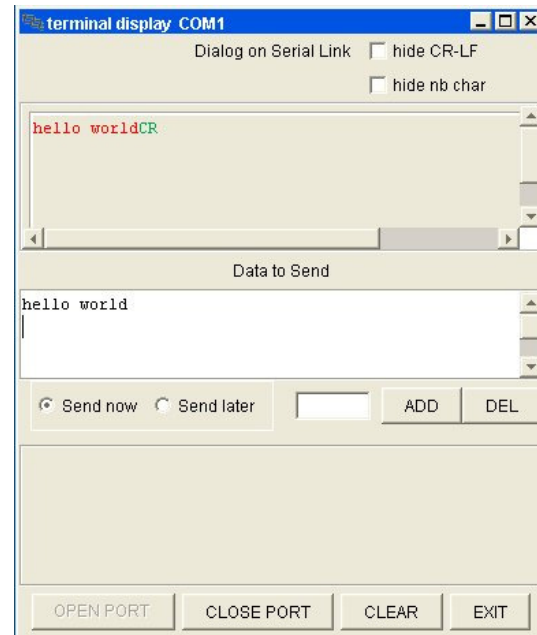 terminal display COM1
Dialog on Serial Link hide CR-LF
hide nb char
hello worldCR
Data to Send
hello world
Send now Send later ADD DEL
OPEN PORT CLOSE PORT CLEAR EXIT